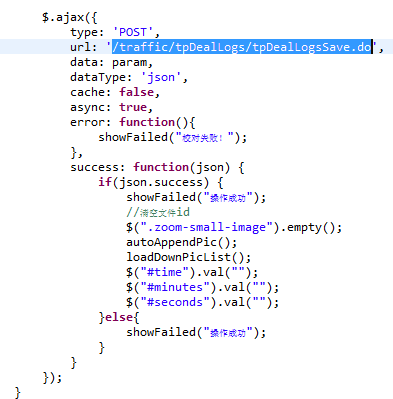 $.ajax({
type: 'POST',
url: '/traffic/tpDealLogs/tpDealLogsSave.do',
data: param,
dataType: 'json',
cache: false,
async: true,
error: function(){
showFailed("校对失败！");
},
success: function(json) {
if(json.success) {
showFailed("操作成功");
//清空文件id
$(".zoom-small-image").empty();
autoAppendPic();
loadDownPicList();
$("#time").val("");
$("#minutes").val("");
$("#seconds").val("");
}else{
showFailed("操作成功");
}
}
});
}